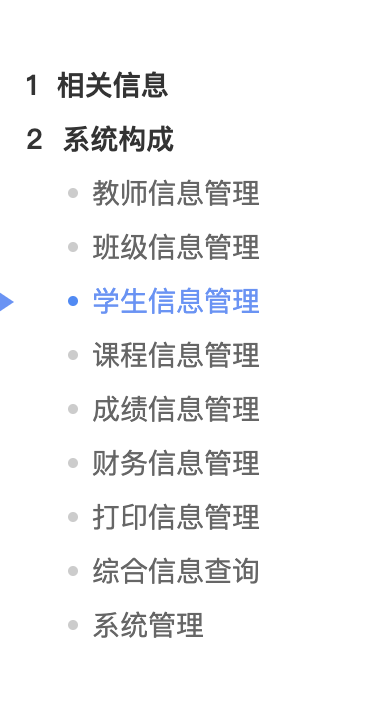 1 相关信息
2 系统构成
教师信息管理
班级信息管理
学生信息管理
课程信息管理
成绩信息管理
财务信息管理
打印信息管理
综合信息查询
系统管理